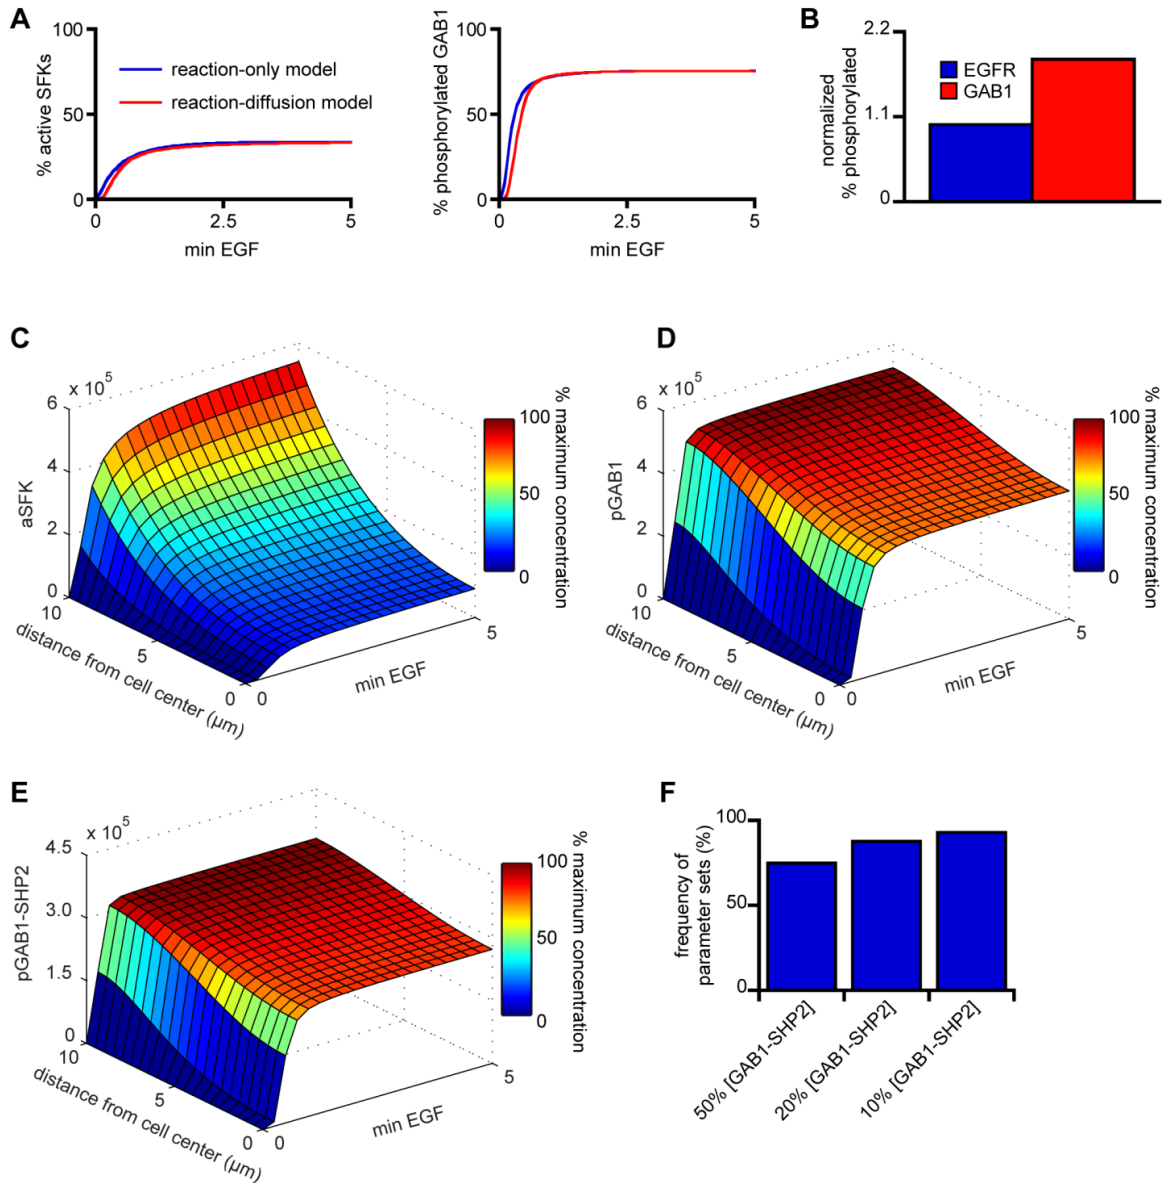 A
100
50
0
% active SFKs
reaction-only model
reaction-diffusion model
0
2.5
5
min EGF
100
50
0
% phosphorylated GAB1
0
2.5
5
min EGF
B
2.2
1.1
0
normalized
% phosphorylated
EGFR
GAB1
C
x 10⁵
6
4
2
0
aSFK
10
5
0
distance from cell center (µm)
0
5
min EGF
100
50
0
% maximum concentration
D
x 10⁵
6
4
2
0
pGAB1
10
5
0
distance from cell center (µm)
0
5
min EGF
100
50
0
% maximum concentration
E
x 10⁵
4.5
3.0
1.5
0
pGAB1-SHP2
10
5
0
distance from cell center (µm)
0
5
min EGF
100
50
0
% maximum concentration
F
100
50
0
frequency of
parameter sets (%)
50% [GAB1-SHP2]
20% [GAB1-SHP2]
10% [GAB1-SHP2]